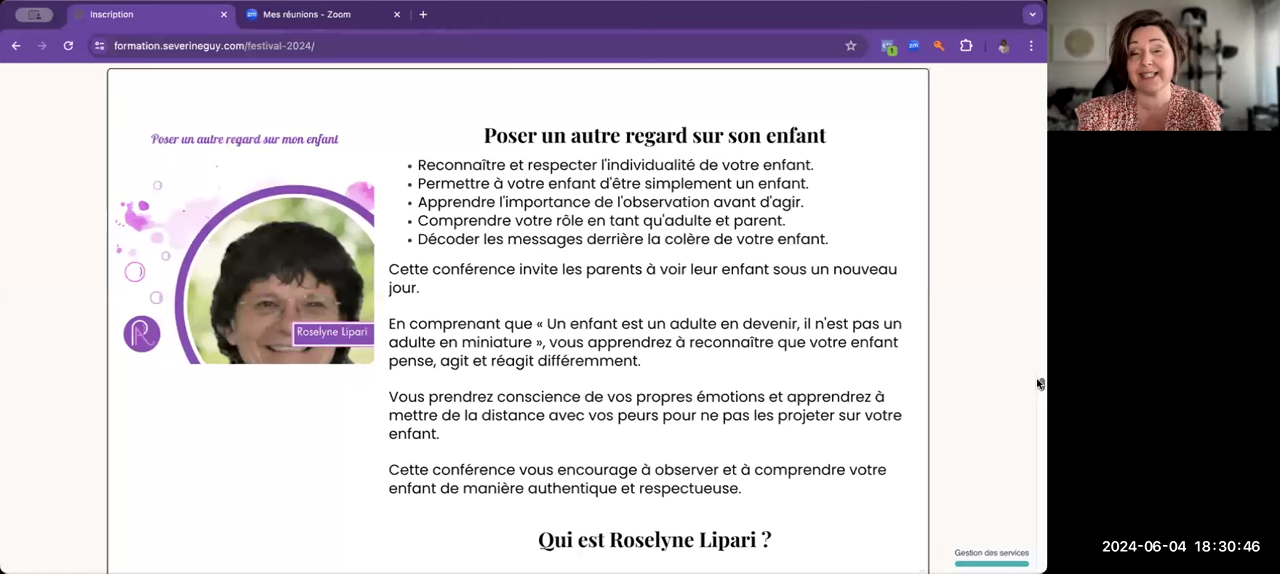 Inscription
Mes réunions - Zoom
formation.severineguy.com/festival-2024/
Poser un autre regard sur mon enfant
Roselyne Lipari
Poser un autre regard sur son enfant
• Reconnaître et respecter l'individualité de votre enfant.
• Permettre à votre enfant d'être simplement un enfant.
• Apprendre l'importance de l'observation avant d'agir.
• Comprendre votre rôle en tant qu'adulte et parent.
• Décoder les messages derrière la colère de votre enfant.
Cette conférence invite les parents à voir leur enfant sous un nouveau
jour.
En comprenant que « Un enfant est un adulte en devenir, il n'est pas un
adulte en miniature », vous apprendrez à reconnaître que votre enfant
pense, agit et réagit différemment.
Vous prendrez conscience de vos propres émotions et apprendrez à
mettre de la distance avec vos peurs pour ne pas les projeter sur votre
enfant.
Cette conférence vous encourage à observer et à comprendre votre
enfant de manière authentique et respectueuse.
Qui est Roselyne Lipari ?
Gestion des services
2024-06-04 18:30:46